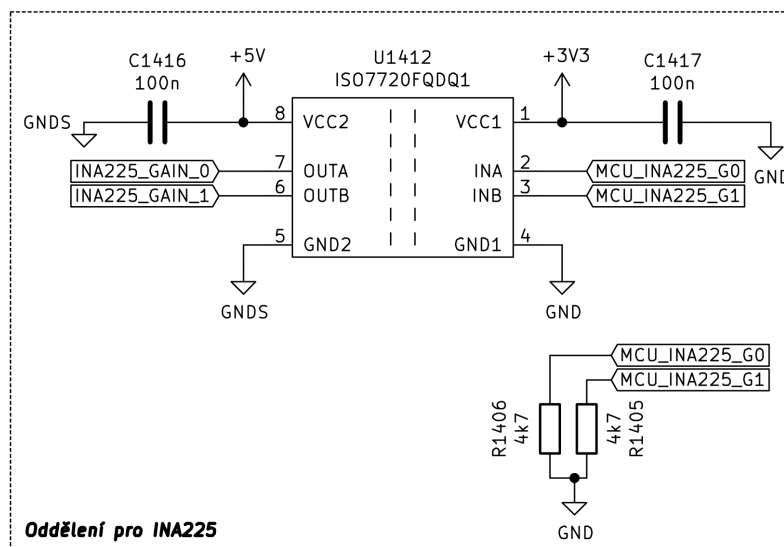 C1416
100n
+5V
U1412
ISO7720FQDQ1
+3V3
C1417
100n
GNDS
8 VCC2 VCC1 1
GND
INA225_GAIN_0 7 OUTA INA 2 MCU_INA225_G0
INA225_GAIN_1 6 OUTB INB 3 MCU_INA225_G1
5 GND2 GND1 4
GNDS
GND
MCU_INA225_G0
MCU_INA225_G1
R1406
4k7
4k7
R1405
GND
Oddělení pro INA225